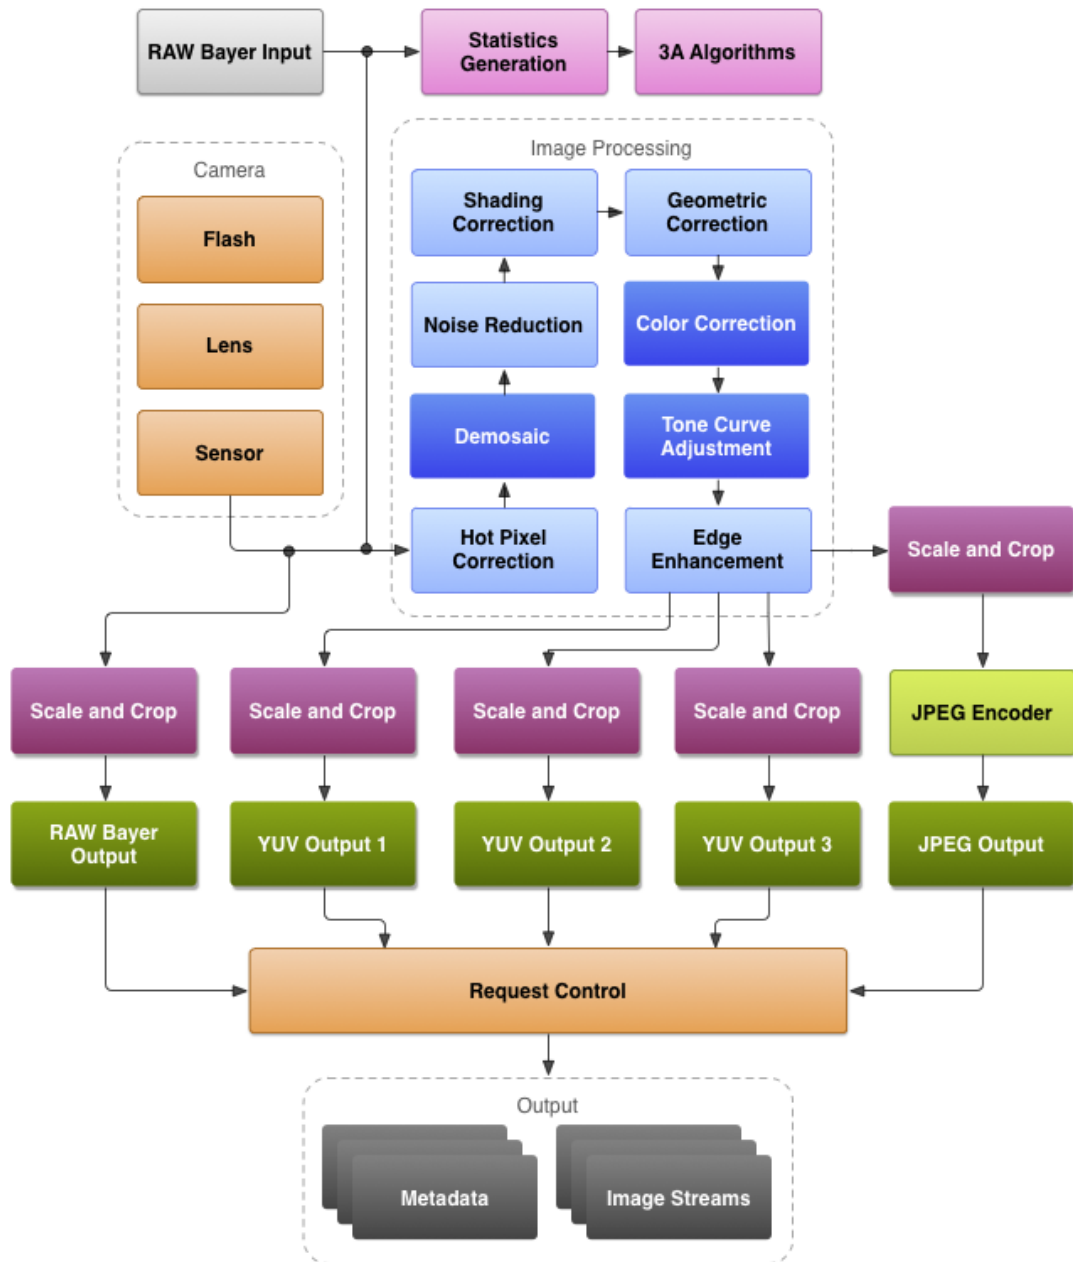 RAW Bayer Input
Statistics
Generation
3A Algorithms
Camera
Flash
Lens
Sensor
Image Processing
Shading
Correction
Geometric
Correction
Noise Reduction
Color Correction
Demosaic
Tone Curve
Adjustment
Hot Pixel
Correction
Edge
Enhancement
Scale and Crop
Scale and Crop
Scale and Crop
Scale and Crop
Scale and Crop
JPEG Encoder
RAW Bayer
Output
YUV Output 1
YUV Output 2
YUV Output 3
JPEG Output
Request Control
Output
Metadata
Image Streams